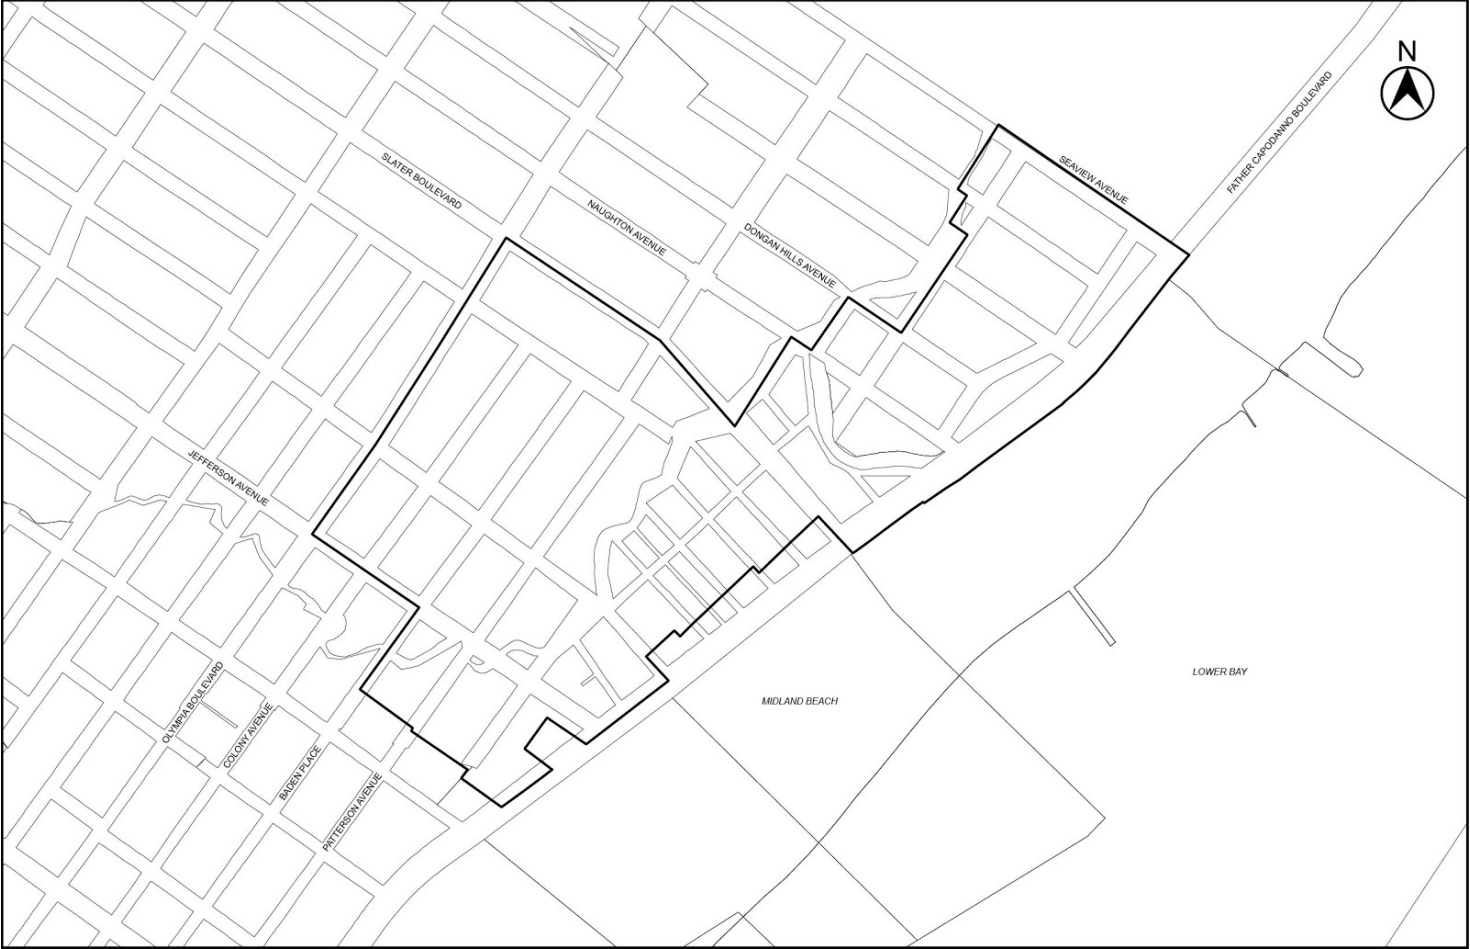 N
SEAVIEW AVENUE
FATHER CAPODANNO BOULEVARD
SLATER BOULEVARD
NAUGHTON AVENUE
DONGAN HILLS AVENUE
JEFFERSON AVENUE
OLYMPIA BOULEVARD
COLONY AVENUE
BADEN PLACE
PATTERSON AVENUE
MIDLAND BEACH
LOWER BAY